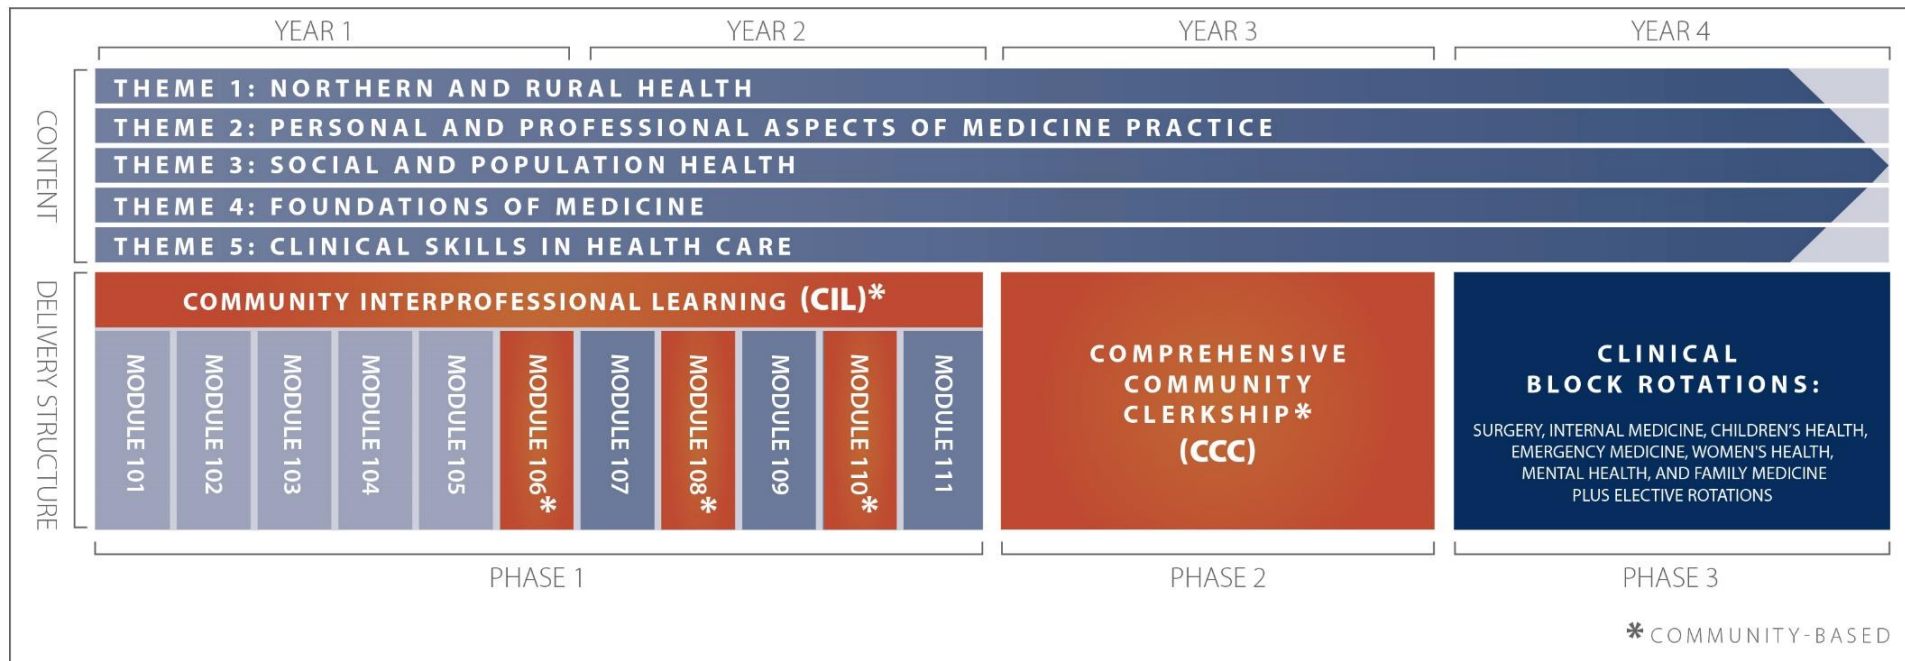 YEAR 1
YEAR 2
YEAR 3
YEAR 4
CONTENT
THEME 1: NORTHERN AND RURAL HEALTH
THEME 2: PERSONAL AND PROFESSIONAL ASPECTS OF MEDICINE PRACTICE
THEME 3: SOCIAL AND POPULATION HEALTH
THEME 4: FOUNDATIONS OF MEDICINE
THEME 5: CLINICAL SKILLS IN HEALTH CARE
DELIVERY STRUCTURE
COMMUNITY INTERPROFESSIONAL LEARNING (CIL)*
MODULE 101
MODULE 102
MODULE 103
MODULE 104
MODULE 105
MODULE 106*
MODULE 107
MODULE 108*
MODULE 109
MODULE 110*
MODULE 111
COMPREHENSIVE
COMMUNITY
CLERKSHIP*
(CCC)
CLINICAL
BLOCK ROTATIONS:
SURGERY, INTERNAL MEDICINE, CHILDREN'S HEALTH,
EMERGENCY MEDICINE, WOMEN'S HEALTH,
MENTAL HEALTH, AND FAMILY MEDICINE
PLUS ELECTIVE ROTATIONS
PHASE 1
PHASE 2
PHASE 3
* COMMUNITY-BASED